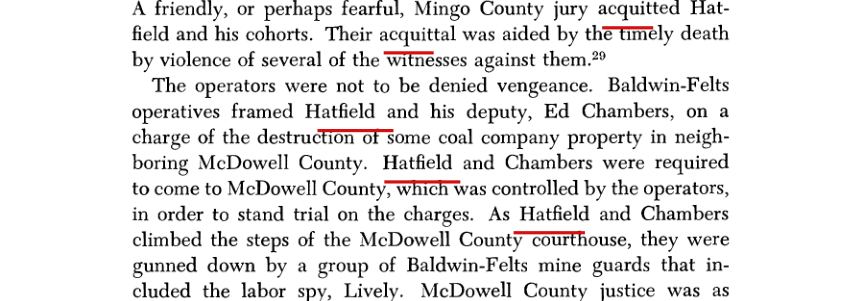 A friendly, or perhaps fearful, Mingo County jury acquitted Hat-
field and his cohorts. Their acquittal was aided by the timely death
by violence of several of the witnesses against them.²⁹
The operators were not to be denied vengeance. Baldwin-Felts
operatives framed Hatfield and his deputy, Ed Chambers, on a
charge of the destruction of some coal company property in neigh-
boring McDowell County. Hatfield and Chambers were required
to come to McDowell County, which was controlled by the operators,
in order to stand trial on the charges. As Hatfield and Chambers
climbed the steps of the McDowell County courthouse, they were
gunned down by a group of Baldwin-Felts mine guards that in-
cluded the labor spy, Lively. McDowell County justice was as